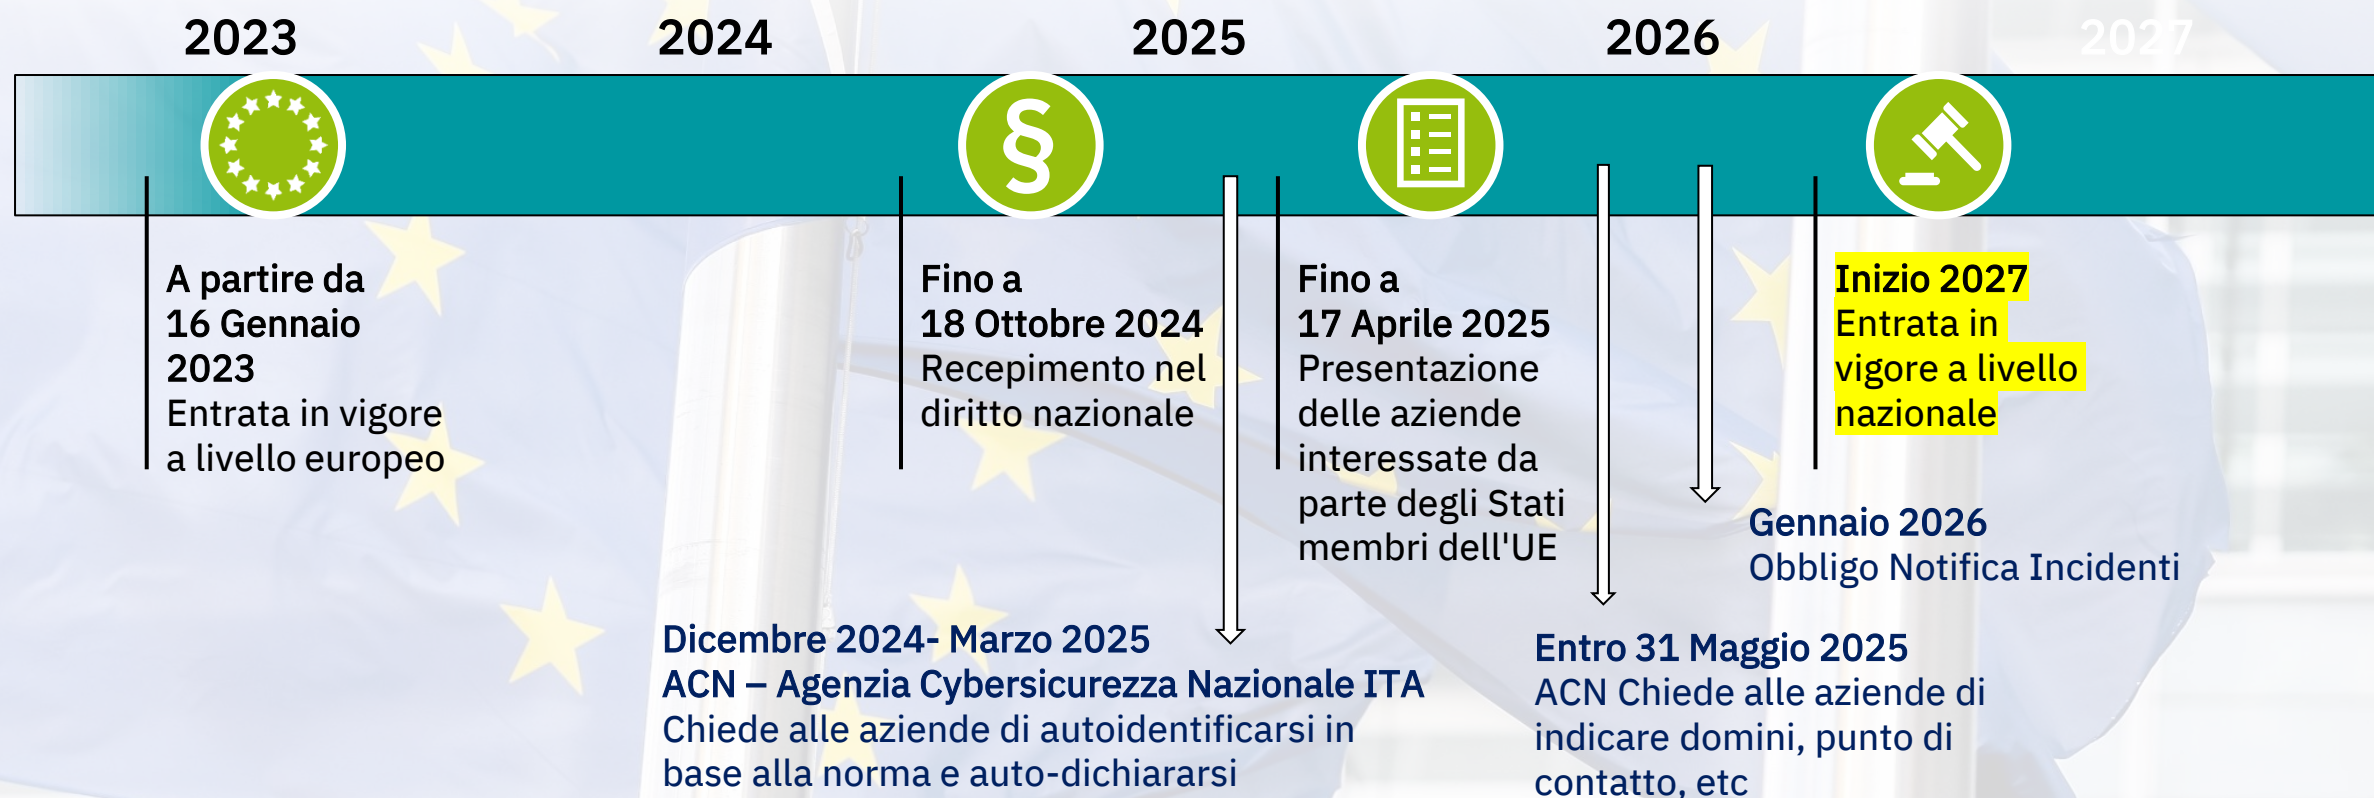 2023
2024
2025
2026
2027
A partire da
16 Gennaio
2023
Entrata in vigore
a livello europeo
Fino a
18 Ottobre 2024
Recepimento nel
diritto nazionale
Fino a
17 Aprile 2025
Presentazione
delle aziende
interessate da
parte degli Stati
membri dell'UE
Inizio 2027
Entrata in
vigore a livello
nazionale
Gennaio 2026
Obbligo Notifica Incidenti
Dicembre 2024- Marzo 2025
ACN – Agenzia Cybersicurezza Nazionale ITA
Chiede alle aziende di autoidentificarsi in
base alla norma e auto-dichiararsi
Entro 31 Maggio 2025
ACN Chiede alle aziende di
indicare domini, punto di
contatto, etc